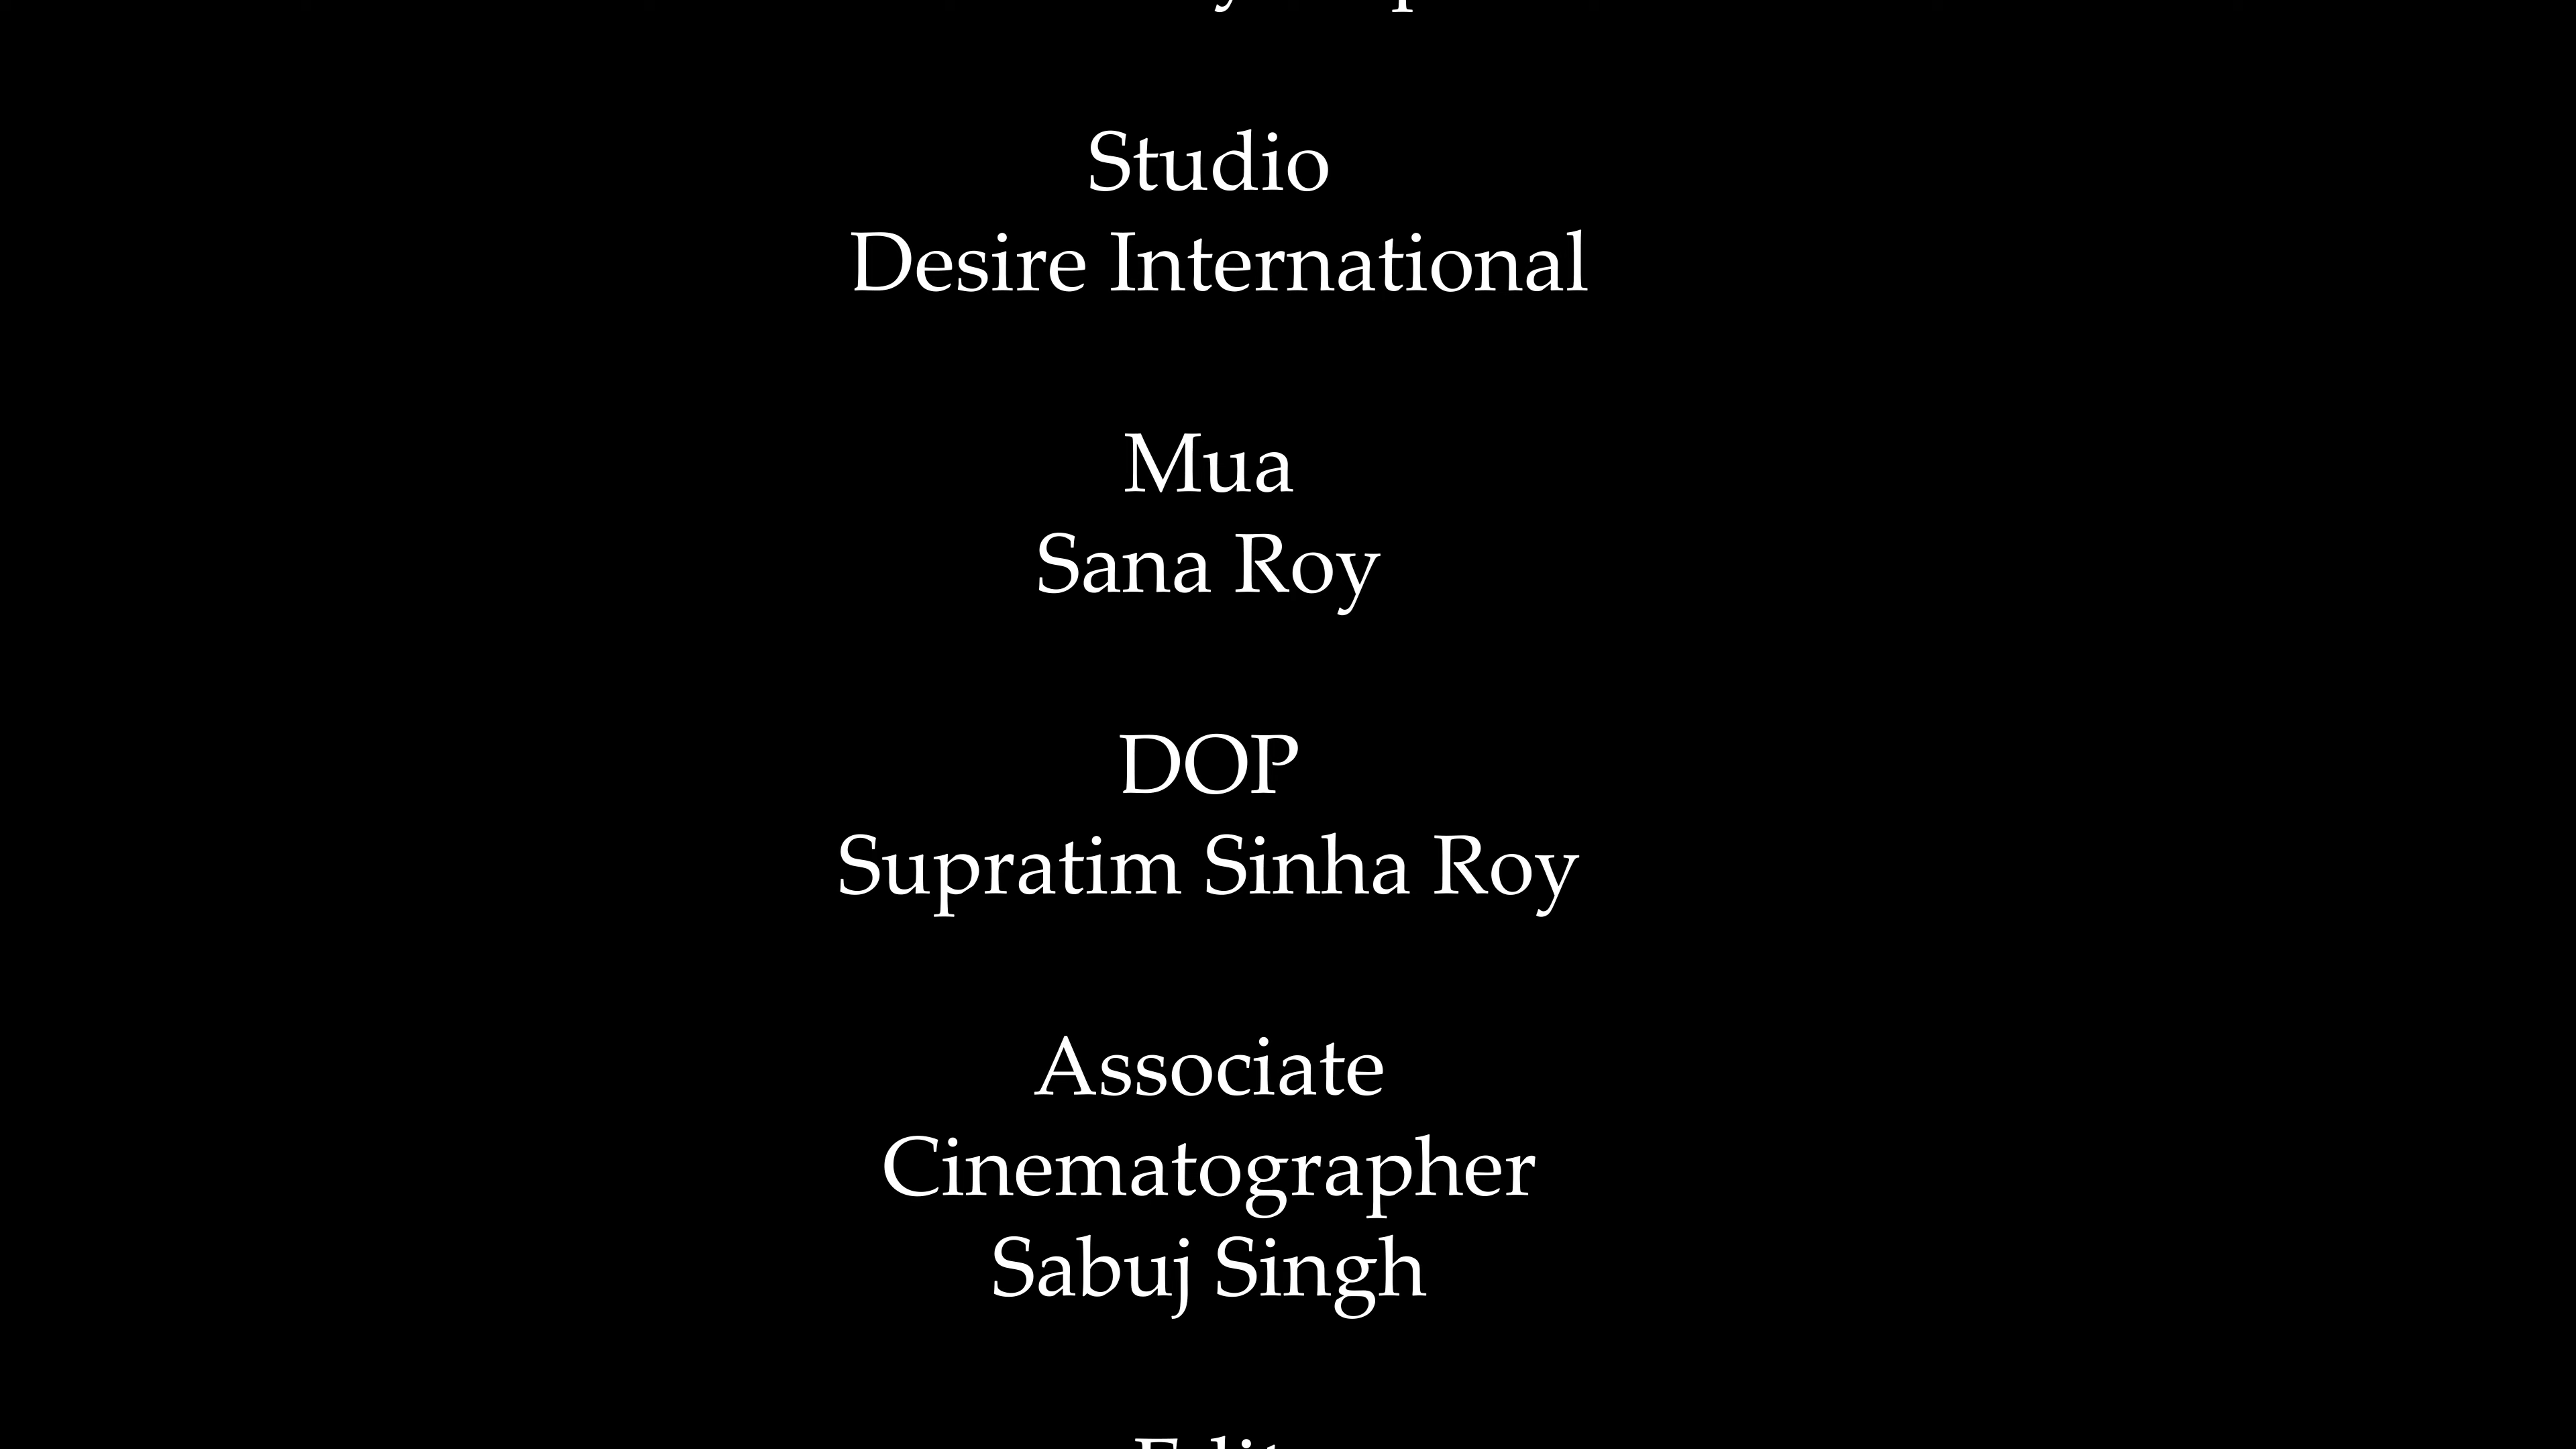 Studio
Desire International
Mua
Sana Roy
DOP
Supratim Sinha Roy
Associate
Cinematographer
Sabuj Singh